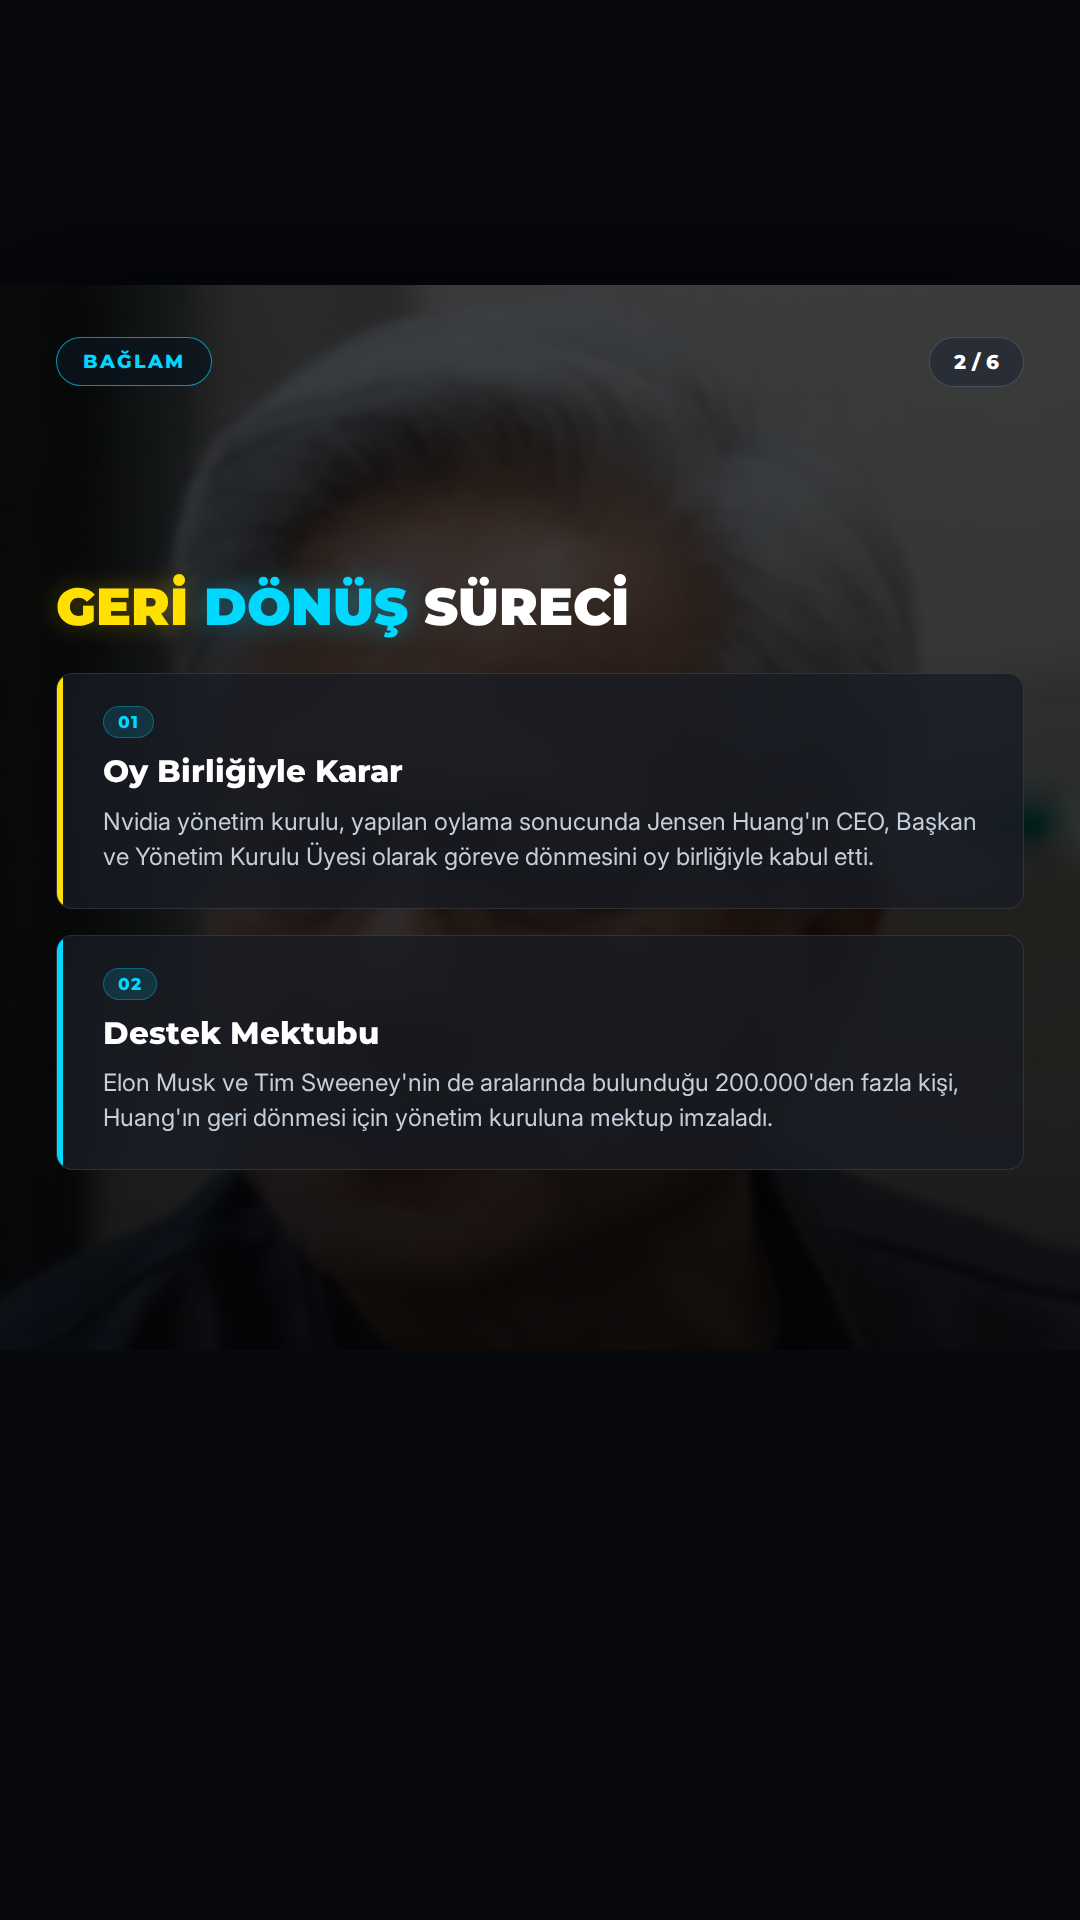 BAĞLAM
2 / 6
GERİ DÖNÜŞ SÜRECİ
01
Oy Birliğiyle Karar
Nvidia yönetim kurulu, yapılan oylama sonucunda Jensen Huang'ın CEO, Başkan
ve Yönetim Kurulu Üyesi olarak göreve dönmesini oy birliğiyle kabul etti.
02
Destek Mektubu
Elon Musk ve Tim Sweeney'nin de aralarında bulunduğu 200.000'den fazla kişi,
Huang'ın geri dönmesi için yönetim kuruluna mektup imzaladı.